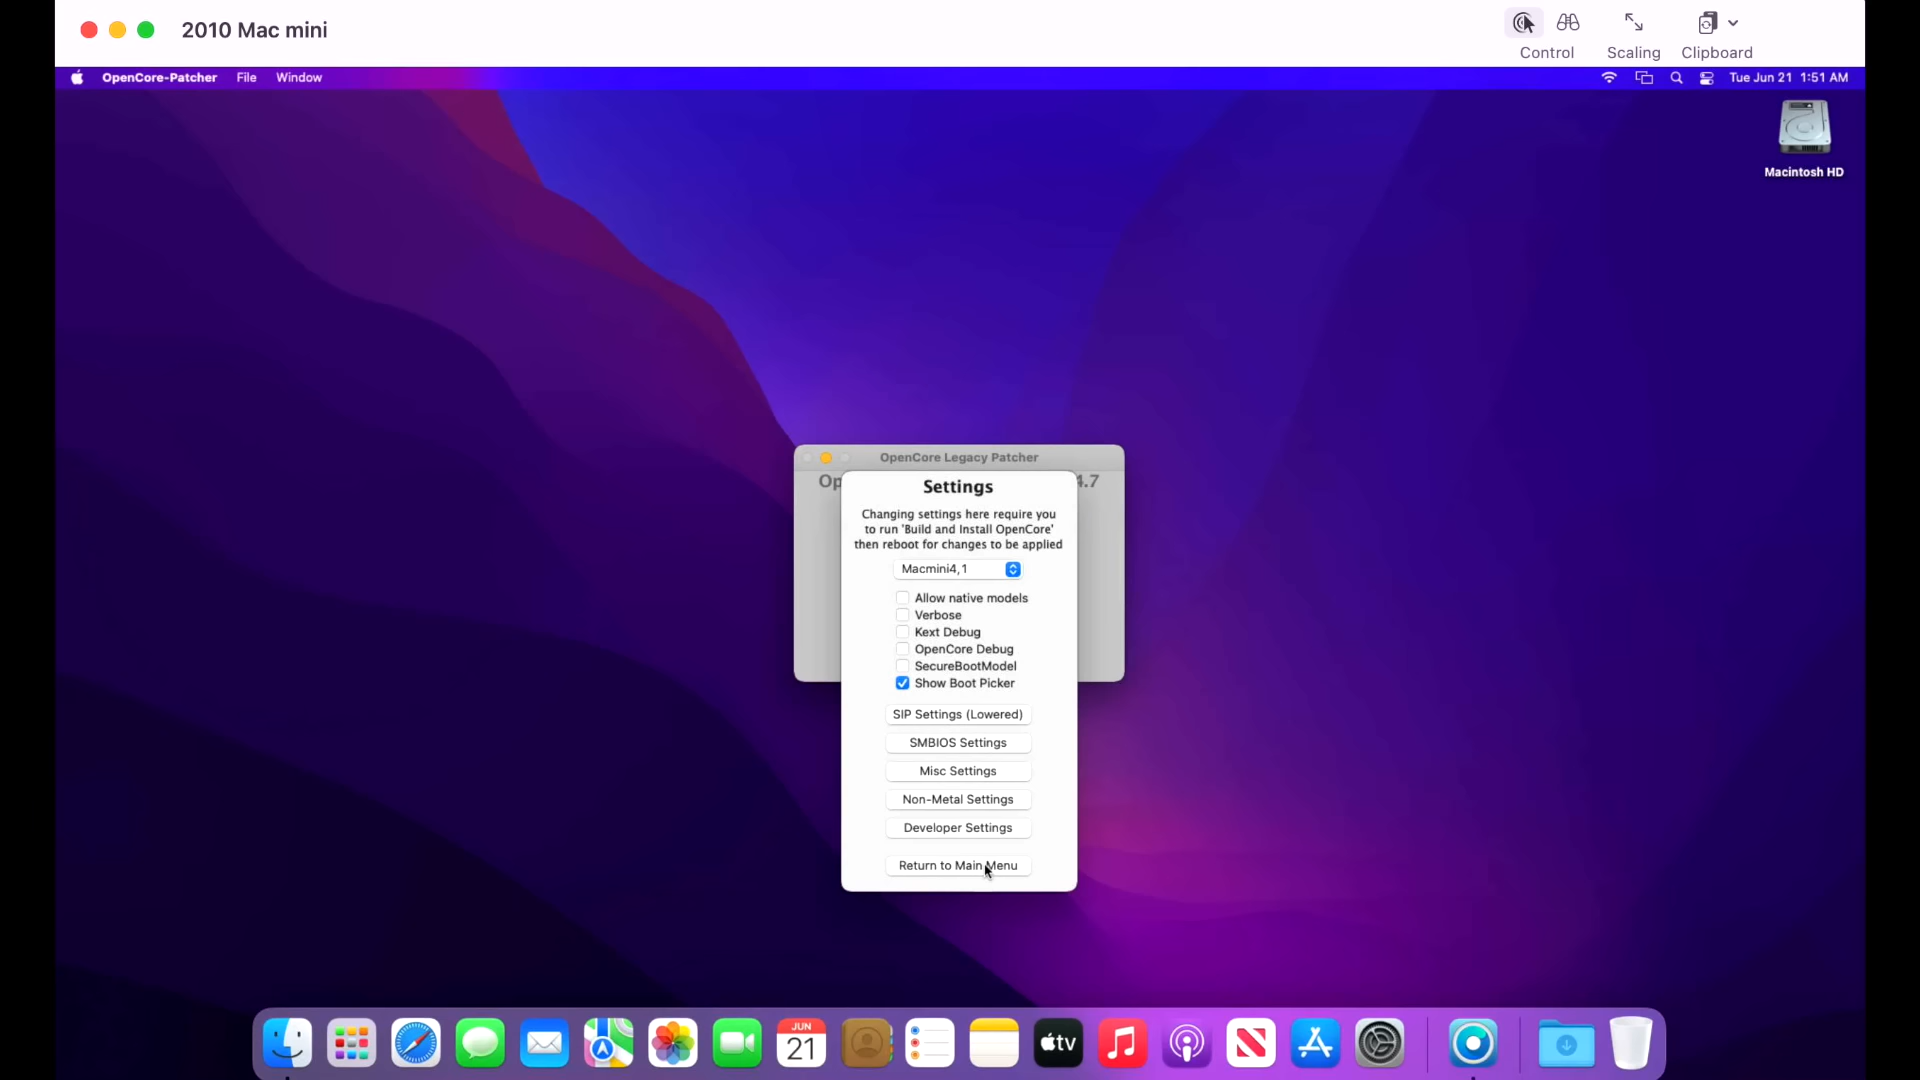 2010 Mac mini
Control
Scaling
Clipboard
OpenCore-Patcher File Window
Tue Jun 21 1:51 AM
Macintosh HD
OpenCore Legacy Patcher
Op
4.7
Settings
Changing settings here require you
to run 'Build and Install OpenCore'
then reboot for changes to be applied
Macmini4,1
Allow native models
Verbose
Kext Debug
OpenCore Debug
SecureBootModel
Show Boot Picker
SIP Settings (Lowered)
SMBIOS Settings
Misc Settings
Non-Metal Settings
Developer Settings
Return to Main Menu
JUN
21
tv